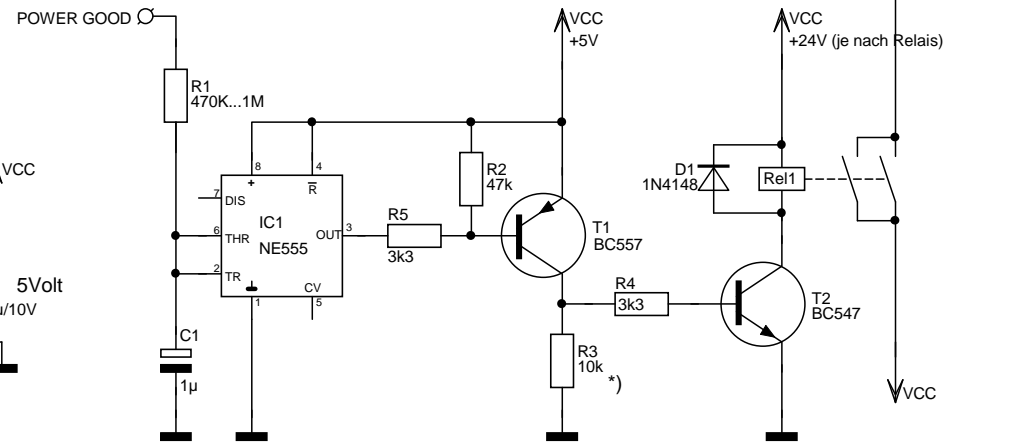 POWER GOOD
VCC
+5V
VCC
+24V (je nach Relais)
R1
470K...1M
VCC
8
4
+
R
7
DIS
IC1
NE555
6
THR
OUT
3
2
TR
CV
1
5
R5
3k3
R2
47k
T1
BC557
D1
1N4148
Rel1
R4
3k3
T2
BC547
5Volt
/10V
C1
1µ
R3
10k
*)
VCC